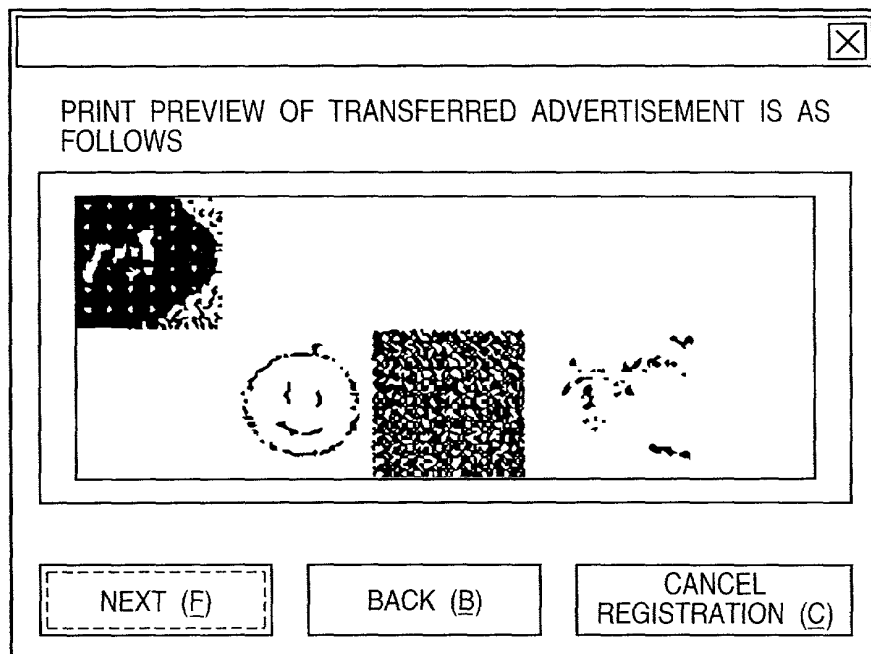 PRINT PREVIEW OF TRANSFERRED ADVERTISEMENT IS AS
FOLLOWS
NEXT (F)
BACK (B)
CANCEL
REGISTRATION (C)